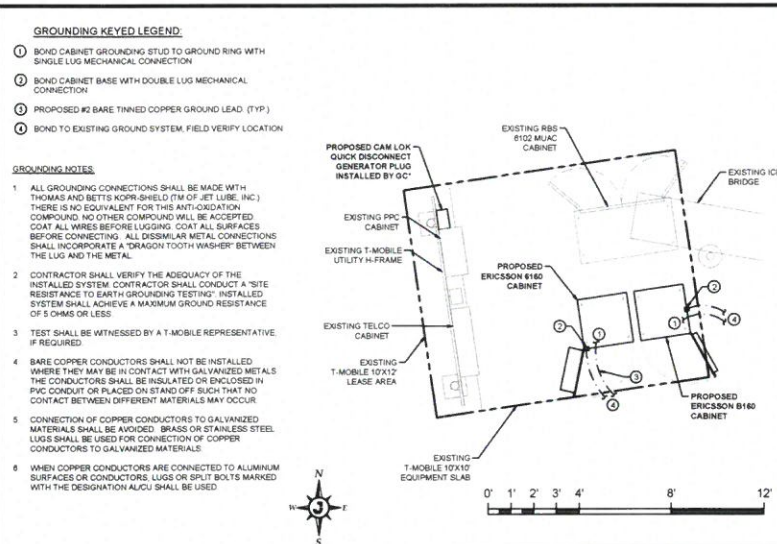 GROUNDING KEYED LEGEND:
1 BOND CABINET GROUNDING STUD TO GROUND RING WITH
SINGLE LUG MECHANICAL CONNECTION
2 BOND CABINET BASE WITH DOUBLE LUG MECHANICAL
CONNECTION
3 PROPOSED #2 BARE TINNED COPPER GROUND LEAD. (TYP.)
4 BOND TO EXISTING GROUND SYSTEM, FIELD VERIFY LOCATION
GROUNDING NOTES:
1 ALL GROUNDING CONNECTIONS SHALL BE MADE WITH
THOMAS AND BETTS KOPR-SHIELD (TM OF JET LUBE, INC.)
THERE IS NO EQUIVALENT FOR THIS ANTI-OXIDATION
COMPOUND. NO OTHER COMPOUND WILL BE ACCEPTED
COAT ALL WIRES BEFORE LUGGING. COAT ALL SURFACES
BEFORE CONNECTING. ALL DISSIMILAR METAL CONNECTIONS
SHALL INCORPORATE A "DRAGON TOOTH WASHER" BETWEEN
THE LUG AND THE METAL
2 CONTRACTOR SHALL VERIFY THE ADEQUACY OF THE
INSTALLED SYSTEM. CONTRACTOR SHALL CONDUCT A "SITE
RESISTANCE TO EARTH GROUNDING TESTING". INSTALLED
SYSTEM SHALL ACHIEVE A MAXIMUM GROUND RESISTANCE
OF 5 OHMS OR LESS.
3 TEST SHALL BE WITNESSED BY A T-MOBILE REPRESENTATIVE,
IF REQUIRED
4 BARE COPPER CONDUCTORS SHALL NOT BE INSTALLED
WHERE THEY MAY BE IN CONTACT WITH GALVANIZED METALS
THE CONDUCTORS SHALL BE INSULATED OR ENCLOSED IN
PVC CONDUIT OR PLACED ON STAND OFF SUCH THAT NO
CONTACT BETWEEN DIFFERENT MATERIALS MAY OCCUR
5 CONNECTION OF COPPER CONDUCTORS TO GALVANIZED
MATERIALS SHALL BE AVOIDED. BRASS OR STAINLESS STEEL
LUGS SHALL BE USED FOR CONNECTION OF COPPER
CONDUCTORS TO GALVANIZED MATERIALS
6 WHEN COPPER CONDUCTORS ARE CONNECTED TO ALUMINUM
SURFACES OR CONDUCTORS, LUGS OR SPLIT BOLTS MARKED
WITH THE DESIGNATION AL/CU SHALL BE USED
EXISTING RBS
6102 MUAC
CABINET
PROPOSED CAM LOK
QUICK DISCONNECT
GENERATOR PLUG
INSTALLED BY GC*
EXISTING ICE
BRIDGE
EXISTING PPC
CABINET
EXISTING T-MOBILE
UTILITY H-FRAME
PROPOSED
ERICSSON 6160
CABINET
EXISTING TELCO
CABINET
EXISTING
T-MOBILE 10'X12'
LEASE AREA
2
1
4
2
1
3
4
PROPOSED
ERICSSON B160
CABINET
EXISTING
T-MOBILE 10'X10'
EQUIPMENT SLAB
N
W
J
E
S
0' 1' 2' 3' 4' 8' 12'